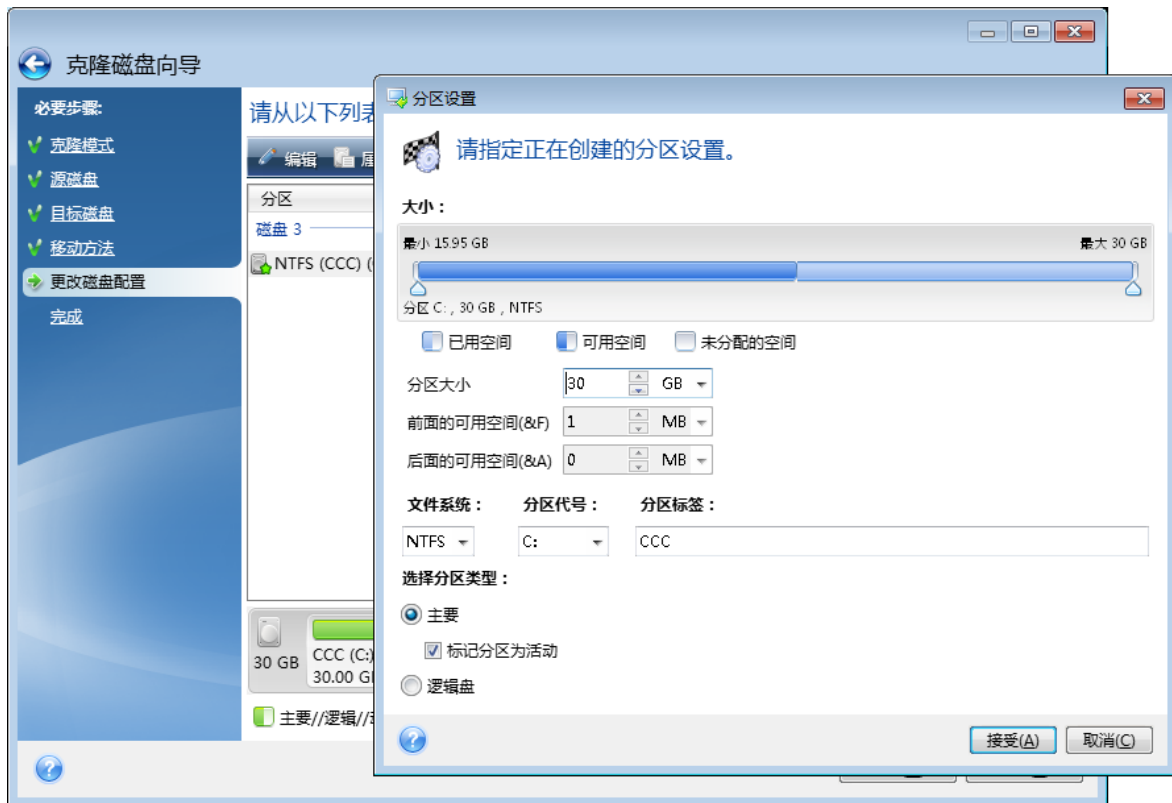 克隆磁盘向导
必要步骤:
克隆模式
源磁盘
目标磁盘
移动方法
更改磁盘配置
完成
请从以下列
编辑
分区
磁盘 3
NTFS (CCC) (
30 GB
CCC (C:)
30.00 G
主要//逻辑//
分区设置
请指定正在创建的分区设置。
大小：
最小 15.95 GB 最大 30 GB
分区 C: , 30 GB , NTFS
已用空间 可用空间 未分配的空间
分区大小 30 GB
前面的可用空间(&F) 1 MB
后面的可用空间(&A) 0 MB
文件系统： 分区代号： 分区标签：
NTFS C: CCC
选择分区类型：
主要
标记分区为活动
逻辑盘
接受(A) 取消(C)